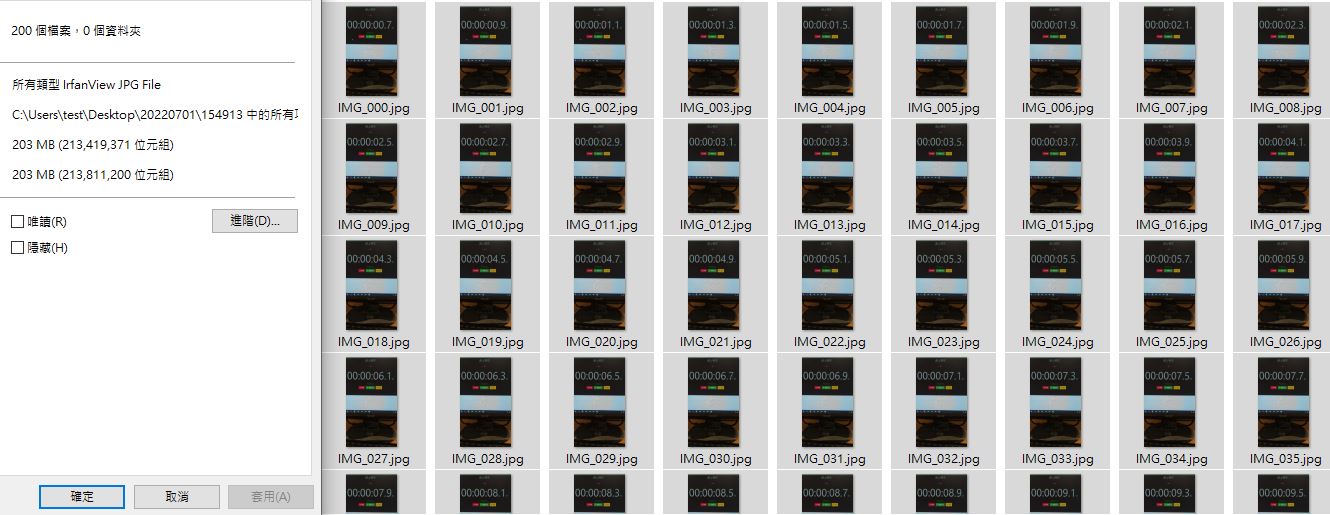 200 個檔案，0 個資料夾
所有類型 IrfanView JPG File
C:\Users\test\Desktop\20220701\154913 中的所有
203 MB (213,419,371 位元組)
203 MB (213,811,200 位元組)
唯讀(R)
進階(D)...
隱藏(H)
確定
取消
套用(A)
00:00:00.7. 00:00:00.9. 00:00:01.1. 00:00:01.3. 00:00:01.5. 00:00:01.7. 00:00:01.9. 00:00:02.1. 00:00:02.3.
IMG_000.jpg IMG_001.jpg IMG_002.jpg IMG_003.jpg IMG_004.jpg IMG_005.jpg IMG_006.jpg IMG_007.jpg IMG_008.jpg
00:00:02.5. 00:00:02.7. 00:00:02.9. 00:00:03.1. 00:00:03.3. 00:00:03.5. 00:00:03.7. 00:00:03.9. 00:00:04.1.
IMG_009.jpg IMG_010.jpg IMG_011.jpg IMG_012.jpg IMG_013.jpg IMG_014.jpg IMG_015.jpg IMG_016.jpg IMG_017.jpg
00:00:04.3. 00:00:04.5. 00:00:04.7. 00:00:04.9. 00:00:05.1. 00:00:05.3. 00:00:05.5. 00:00:05.7. 00:00:05.9.
IMG_018.jpg IMG_019.jpg IMG_020.jpg IMG_021.jpg IMG_022.jpg IMG_023.jpg IMG_024.jpg IMG_025.jpg IMG_026.jpg
00:00:06.1. 00:00:06.3. 00:00:06.5. 00:00:06.7. 00:00:06.9. 00:00:07.1. 00:00:07.3. 00:00:07.5. 00:00:07.7.
IMG_027.jpg IMG_028.jpg IMG_029.jpg IMG_030.jpg IMG_031.jpg IMG_032.jpg IMG_033.jpg IMG_034.jpg IMG_035.jpg
00:00:07.9. 00:00:08.1. 00:00:08.3. 00:00:08.5. 00:00:08.7. 00:00:08.9. 00:00:09.1. 00:00:09.3. 00:00:09.5.